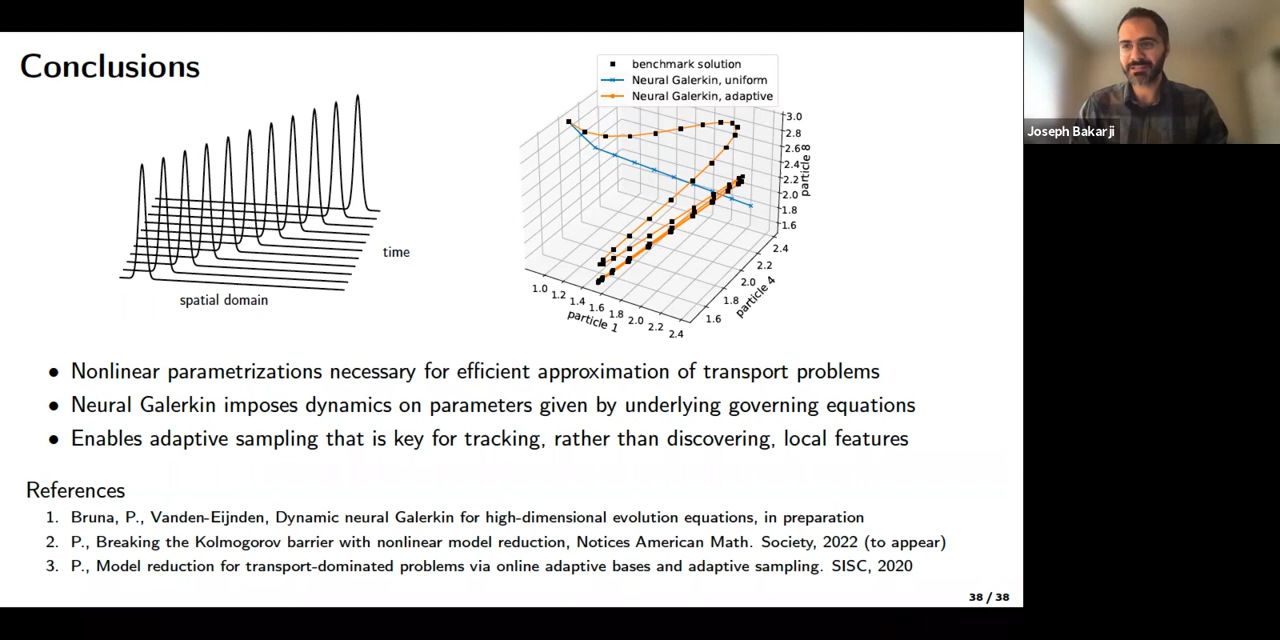 Conclusions
time
spatial domain
benchmark solution
Neural Galerkin, uniform
Neural Galerkin, adaptive
3.0
2.8
2.6
2.4
2.2
2.0
1.8
1.6
particle 8
2.4
2.2
2.0
1.8
1.6
particle 4
1.0
1.2
1.4
1.6
1.8
2.0
2.2
2.4
particle 1
• Nonlinear parametrizations necessary for efficient approximation of transport problems
• Neural Galerkin imposes dynamics on parameters given by underlying governing equations
• Enables adaptive sampling that is key for tracking, rather than discovering, local features
References
1. Bruna, P., Vanden-Eijnden, Dynamic neural Galerkin for high-dimensional evolution equations, in preparation
2. P., Breaking the Kolmogorov barrier with nonlinear model reduction, Notices American Math. Society, 2022 (to appear)
3. P., Model reduction for transport-dominated problems via online adaptive bases and adaptive sampling. SISC, 2020
38 / 38
Joseph Bakarji